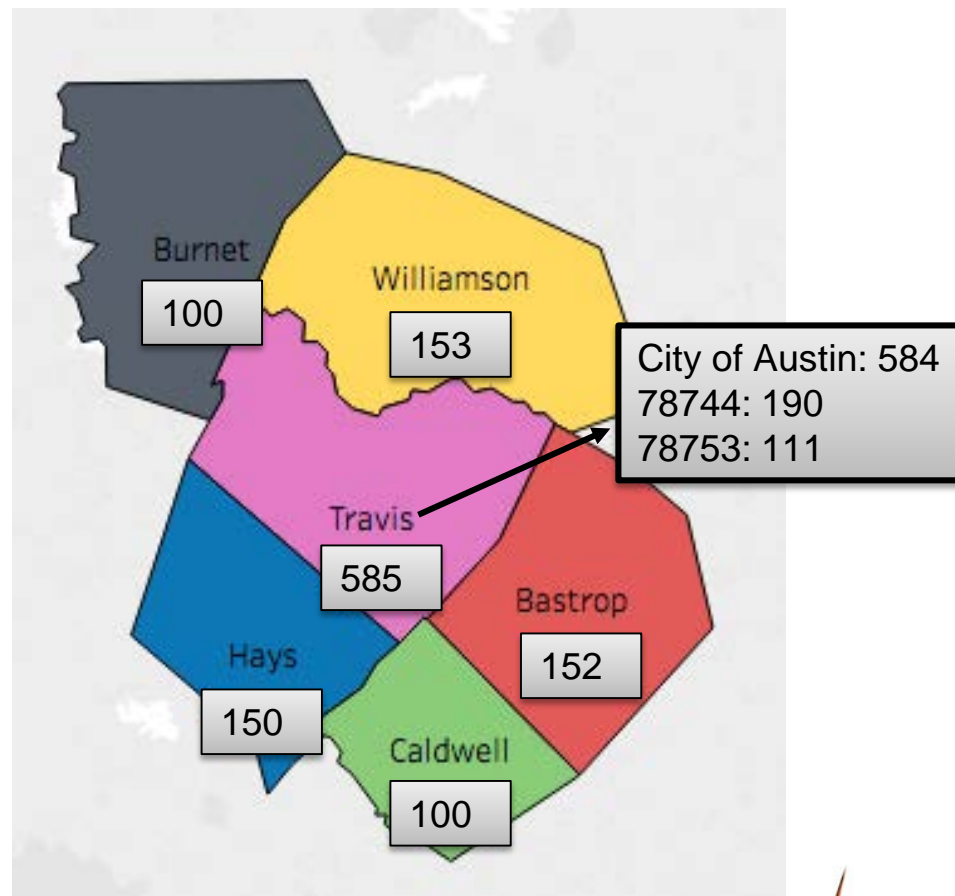 Burnet
100
Williamson
153
City of Austin: 584
78744: 190
78753: 111
Travis
585
Bastrop
152
Hays
150
Caldwell
100